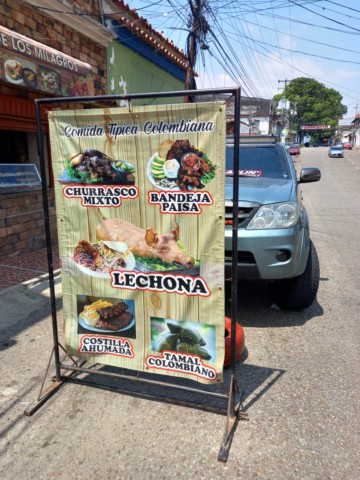 E LOS MILAGROS
Comida Típica Colombiana
CHURRASCO
MIXTO
BANDEJA
PAISA
LECHONA
COSTILLA
AHUMADA
TAMAL
COLOMBIANO